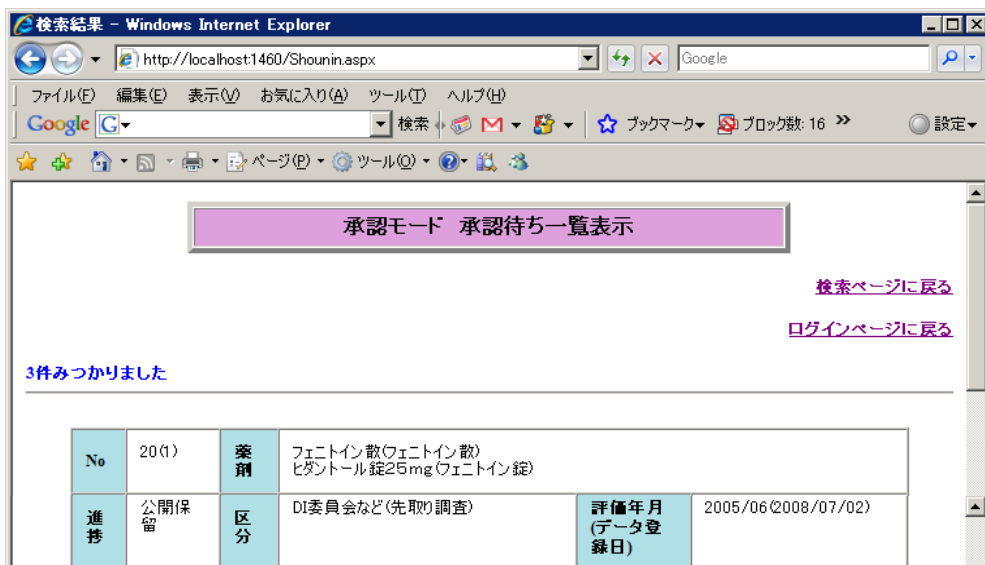 検索結果 - Windows Internet Explorer
http://localhost:1460/Shounin.aspx
Google
ファイル(F) 編集(E) 表示(V) お気に入り(A) ツール(T) ヘルプ(H)
Google G 検索 ブックマーク ブロック数: 16 設定
ページ(P) ツール(O)
承認モード 承認待ち一覧表示
検索ページに戻る
ログインページに戻る
3件みつかりました
No
20(1)
薬
剤
フェニトイン散(フェニトイン散)
ヒダントール錠25mg(フェニトイン錠)
進
捗
公開保
留
区
分
DI委員会など(先取り調査)
評価年月
(データ登
録日)
2005/06(2008/07/02)